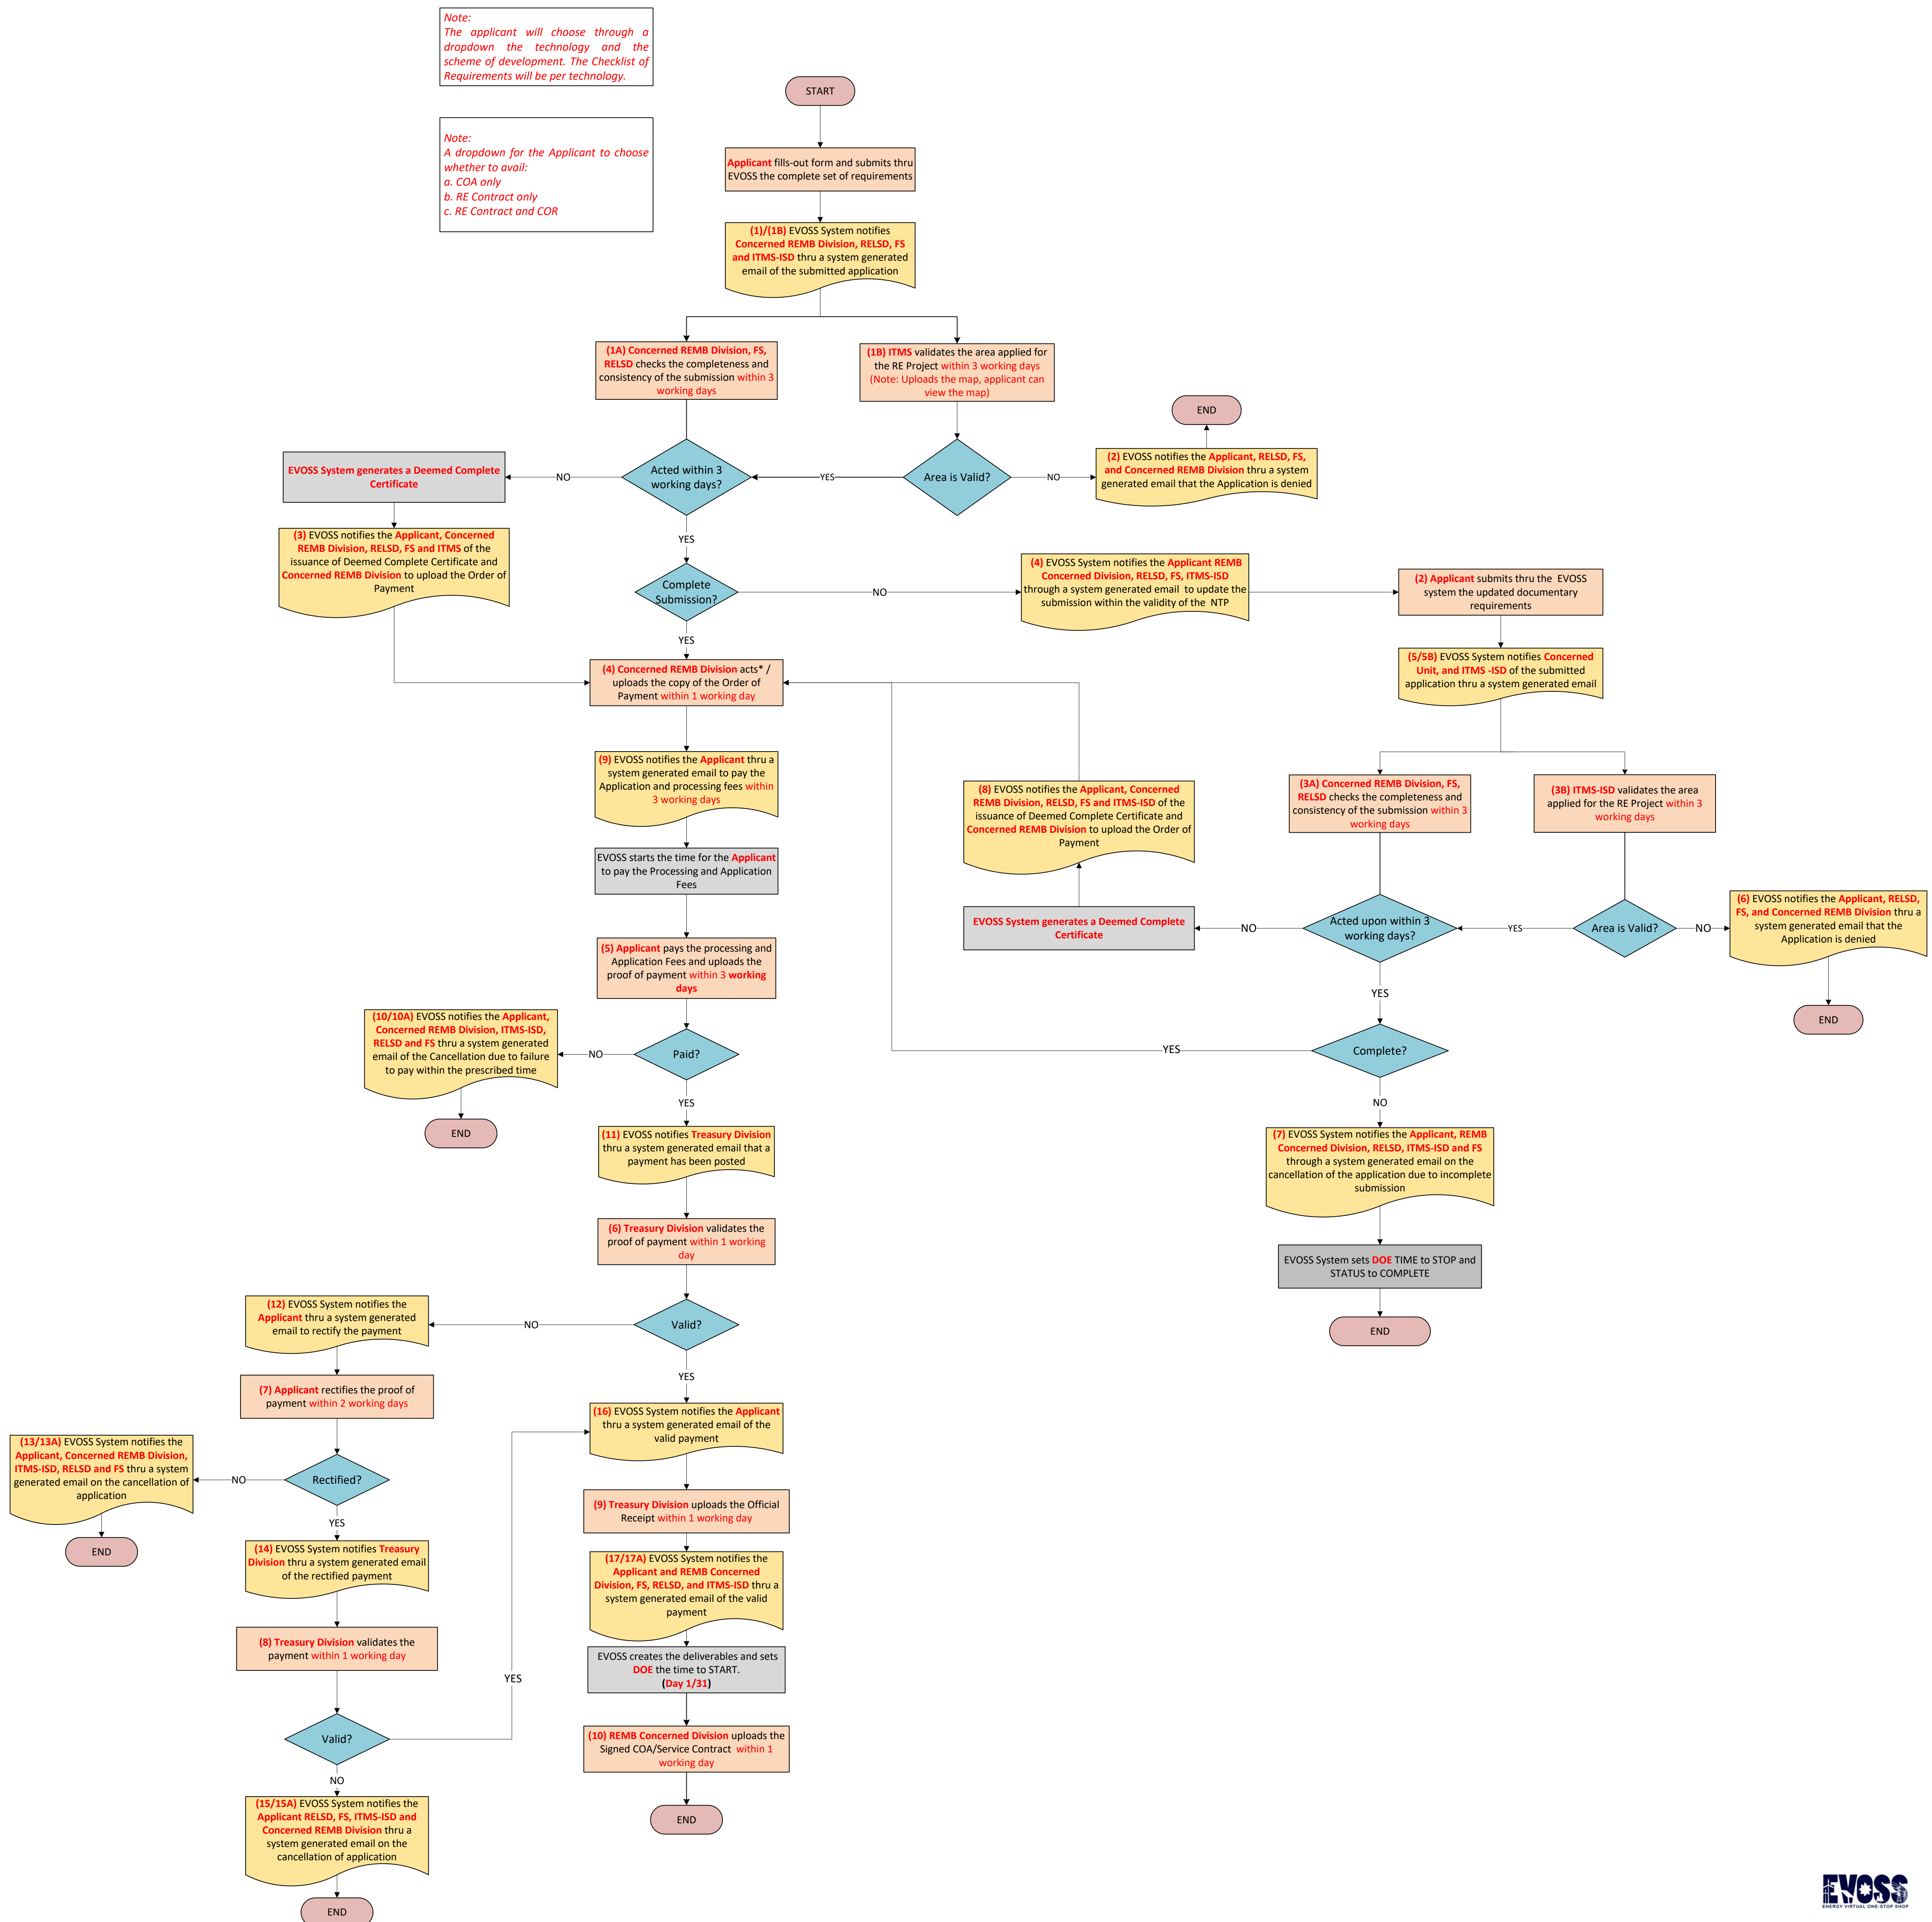 Note:
The applicant will choose through a
dropdown the technology and the
scheme of development. The Checklist of
Requirements will be per technology.
Note:
A dropdown for the Applicant to choose
whether to avail:
a. COA only
b. RE Contract only
c. RE Contract and COR
START
Applicant fills-out form and submits thru
EVOSS the complete set of requirements
(1)/(1B) EVOSS System notifies
Concerned REMB Division, RELSD, FS
and ITMS-ISD thru a system generated
email of the submitted application
(1A) Concerned REMB Division, FS,
RELSD checks the completeness and
consistency of the submission within 3
working days
(1B) ITMS validates the area applied for
the RE Project within 3 working days
(Note: Uploads the map, applicant can
view the map)
END
EVOSS System generates a Deemed Complete
Certificate
NO
Acted within 3
working days?
YES
Area is Valid?
NO
(2) EVOSS notifies the Applicant, RELSD, FS,
and Concerned REMB Division thru a system
generated email that the Application is denied
(3) EVOSS notifies the Applicant, Concerned
REMB Division, RELSD, FS and ITMS of the
issuance of Deemed Complete Certificate and
Concerned REMB Division to upload the Order of
Payment
YES
Complete
Submission?
NO
(4) EVOSS System notifies the Applicant REMB
Concerned Division, RELSD, FS, ITMS-ISD
through a system generated email to update the
submission within the validity of the NTP
(2) Applicant submits thru the EVOSS
system the updated documentary
requirements
YES
(4) Concerned REMB Division acts* /
uploads the copy of the Order of
Payment within 1 working day
(5/5B) EVOSS System notifies Concerned
Unit, and ITMS -ISD of the submitted
application thru a system generated email
(9) EVOSS notifies the Applicant thru a
system generated email to pay the
Application and processing fees within
3 working days
(8) EVOSS notifies the Applicant, Concerned
REMB Division, RELSD, FS and ITMS-ISD of the
issuance of Deemed Complete Certificate and
Concerned REMB Division to upload the Order of
Payment
(3A) Concerned REMB Division, FS,
RELSD checks the completeness and
consistency of the submission within 3
working days
(3B) ITMS-ISD validates the area
applied for the RE Project within 3
working days
EVOSS starts the time for the Applicant
to pay the Processing and Application
Fees
EVOSS System generates a Deemed Complete
Certificate
NO
Acted upon within 3
working days?
YES
Area is Valid?
NO
(6) EVOSS notifies the Applicant, RELSD,
FS, and Concerned REMB Division thru a
system generated email that the
Application is denied
(5) Applicant pays the processing and
Application Fees and uploads the
proof of payment within 3 working
days
YES
END
(10/10A) EVOSS notifies the Applicant,
Concerned REMB Division, ITMS-ISD,
RELSD and FS thru a system generated
email of the Cancellation due to failure
to pay within the prescribed time
NO
Paid?
YES
Complete?
END
YES
NO
(11) EVOSS notifies Treasury Division
thru a system generated email that a
payment has been posted
(7) EVOSS System notifies the Applicant, REMB
Concerned Division, RELSD, ITMS-ISD and FS
through a system generated email on the
cancellation of the application due to incomplete
submission
(6) Treasury Division validates the
proof of payment within 1 working
day
EVOSS System sets DOE TIME to STOP and
STATUS to COMPLETE
END
(12) EVOSS System notifies the
Applicant thru a system generated
email to rectify the payment
NO
Valid?
YES
(7) Applicant rectifies the proof of
payment within 2 working days
(16) EVOSS System notifies the Applicant
thru a system generated email of the
valid payment
(13/13A) EVOSS System notifies the
Applicant, Concerned REMB Division,
ITMS-ISD, RELSD and FS thru a system
generated email on the cancellation of
application
NO
Rectified?
YES
END
(9) Treasury Division uploads the Official
Receipt within 1 working day
(14) EVOSS System notifies Treasury
Division thru a system generated email
of the rectified payment
(17/17A) EVOSS System notifies the
Applicant and REMB Concerned
Division, FS, RELSD, and ITMS-ISD thru a
system generated email of the valid
payment
(8) Treasury Division validates the
payment within 1 working day
EVOSS creates the deliverables and sets
DOE the time to START.
(Day 1/31)
YES
Valid?
(10) REMB Concerned Division uploads the
Signed COA/Service Contract within 1
working day
NO
(15/15A) EVOSS System notifies the
Applicant RELSD, FS, ITMS-ISD and
Concerned REMB Division thru a
system generated email on the
cancellation of application
END
END
EVOSS
ENERGY VIRTUAL ONE-STOP SHOP